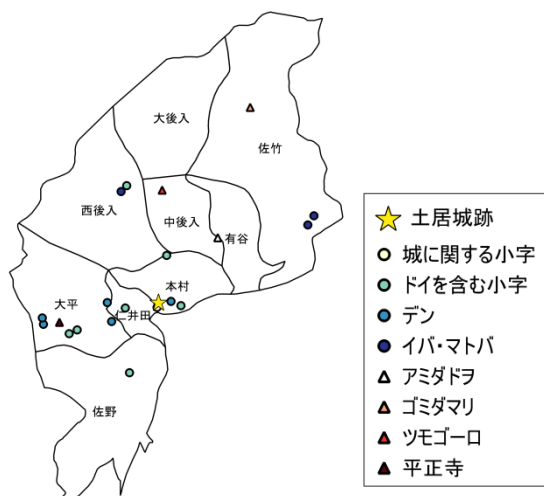 大後入
佐竹
西後入
中後入
有谷
本村
大平
仁井田
佐野
土居城跡
城に関する小字
ドイを含む小字
デン
イバ・マトバ
アミダドヲ
ゴミダマリ
ツモゴーロ
平正寺